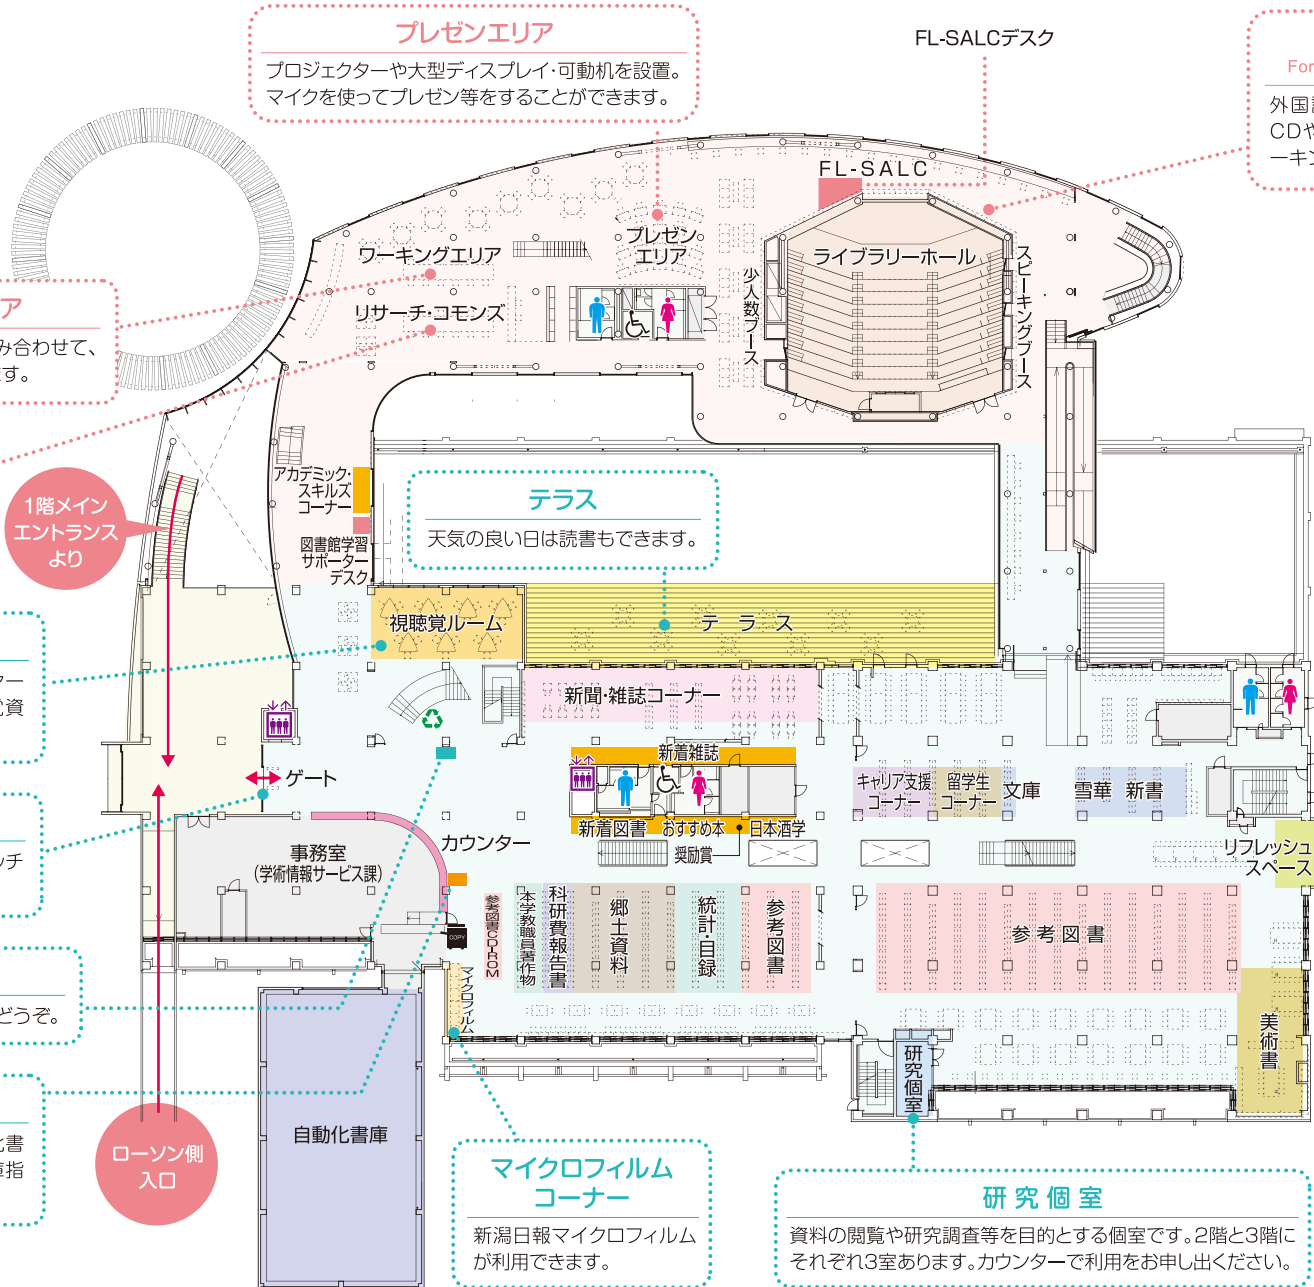 プレゼンエリア
プロジェクターや大型ディスプレイ・可動机を設置。
マイクを使ってプレゼン等をすることができます。
FL-SALCデスク
For
外国
CDや
ーキン
FL-SALC
ワーキングエリア
プレゼン
エリア
ライブラリーホール
スピーキングブース
少人数ブース
リサーチ・コモンズ
ア
み合わせて、
す。
アカデミック・
スキルズ
コーナー
1階メイン
エントランス
より
テラス
天気の良い日は読書もできます。
図書館学習
サポーター
デスク
視聴覚ルーム
テラス
ー
資
新聞・雑誌コーナー
新着雑誌
ゲート
キャリア支援
コーナー
留学生
コーナー
文庫
雪華
新書
新着図書
おすすめ本
日本酒学
奨励賞
カウンター
事務室
(学術情報サービス課)
ッチ
リフレッシュ
スペース
参考図書CD-ROM
本学教職員著作物
科研費報告書
郷土資料
統計・目録
参考図書
参考図書
COPY
マイクロフィルム
どうぞ。
美術書
研究個室
書
指
ローソン側
入口
自動化書庫
マイクロフィルム
コーナー
新潟日報マイクロフィルム
が利用できます。
研究個室
資料の閲覧や研究調査等を目的とする個室です。2階と3階に
それぞれ3室あります。カウンターで利用をお申し出ください。